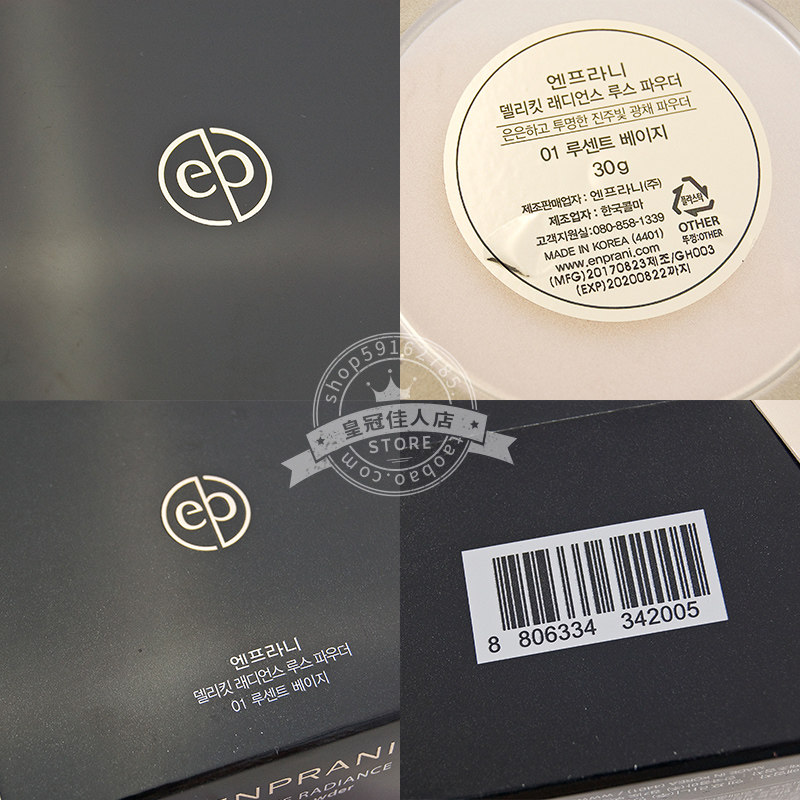 ep
엔프라니
델리킷 래디언스 루스 파우더
은은하고 투명한 진주빛 광채 파우더
01 루센트 베이지
30g
제조판매업자 : 엔프라니(주)
제조업자 : 한국콜마
고객지원실:080-858-1339
MADE IN KOREA (4401)
www.enprani.com
(MFG)20170823제조/GH003
(EXP)20200822까지
플라스틱
OTHER
뚜껑:OTHER
shop59162785
皇冠佳人店
STORE
.taobao.com
ep
엔프라니
델리킷 래디언스 루스 파우더
01 루센트 베이지
ENPRANI
RADIANCE
8 806334 342005